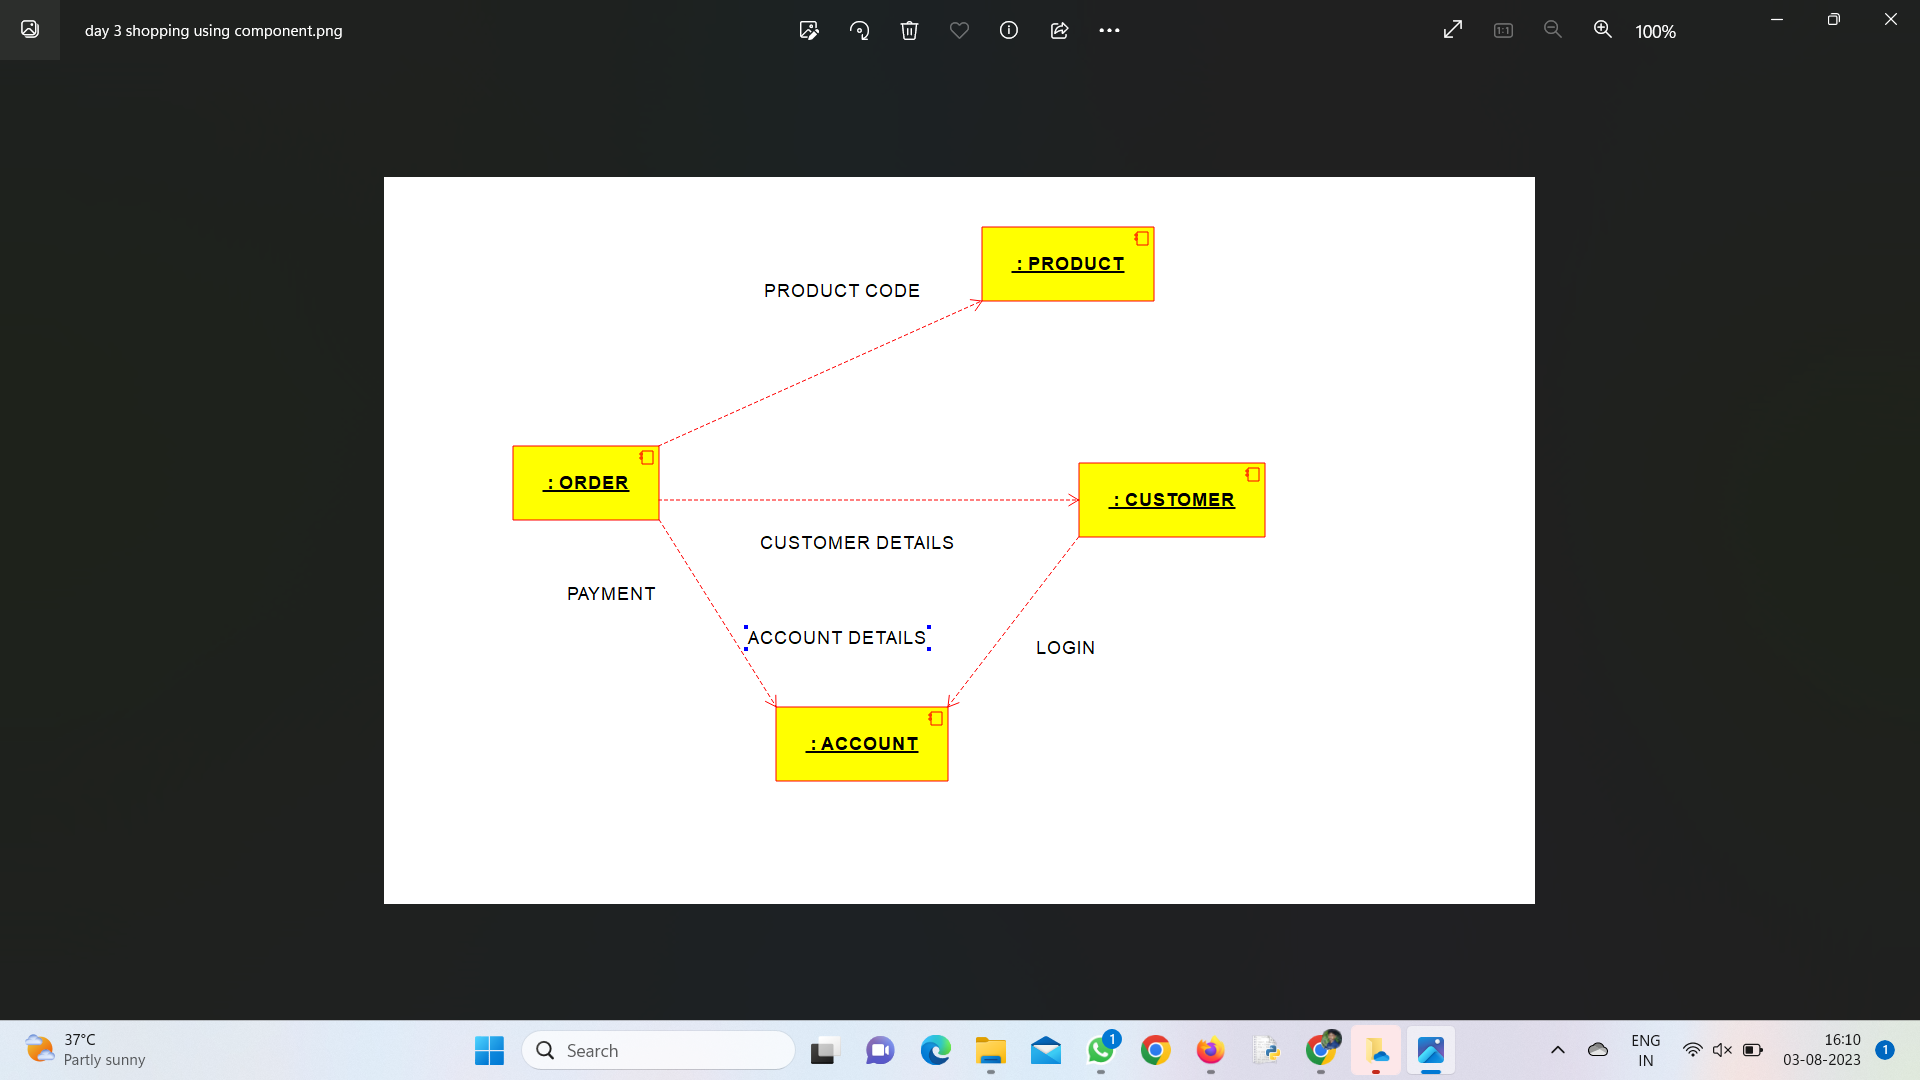 day 3 shopping using component.png
100%
: PRODUCT
PRODUCT CODE
: ORDER
: CUSTOMER
CUSTOMER DETAILS
PAYMENT
ACCOUNT DETAILS
LOGIN
: ACCOUNT
37°C
Partly sunny
Search
1
ENG
IN
16:10
03-08-2023
1